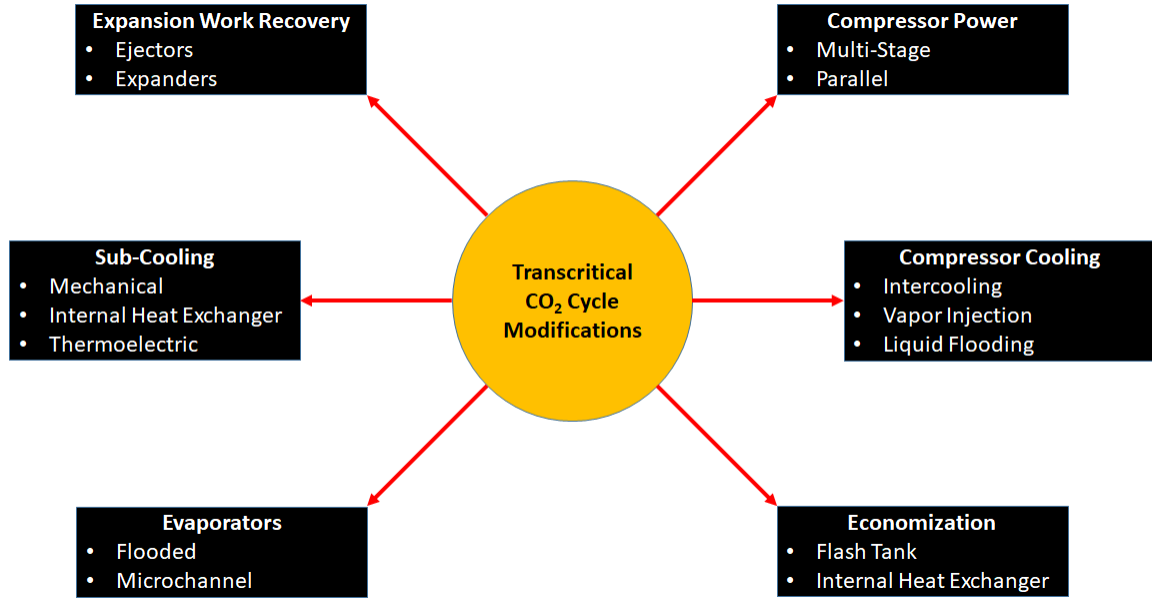 Expansion Work Recovery
• Ejectors
• Expanders
Compressor Power
• Multi-Stage
• Parallel
Sub-Cooling
• Mechanical
• Internal Heat Exchanger
• Thermoelectric
Transcritical
CO₂ Cycle
Modifications
Compressor Cooling
• Intercooling
• Vapor Injection
• Liquid Flooding
Evaporators
• Flooded
• Microchannel
Economization
• Flash Tank
• Internal Heat Exchanger